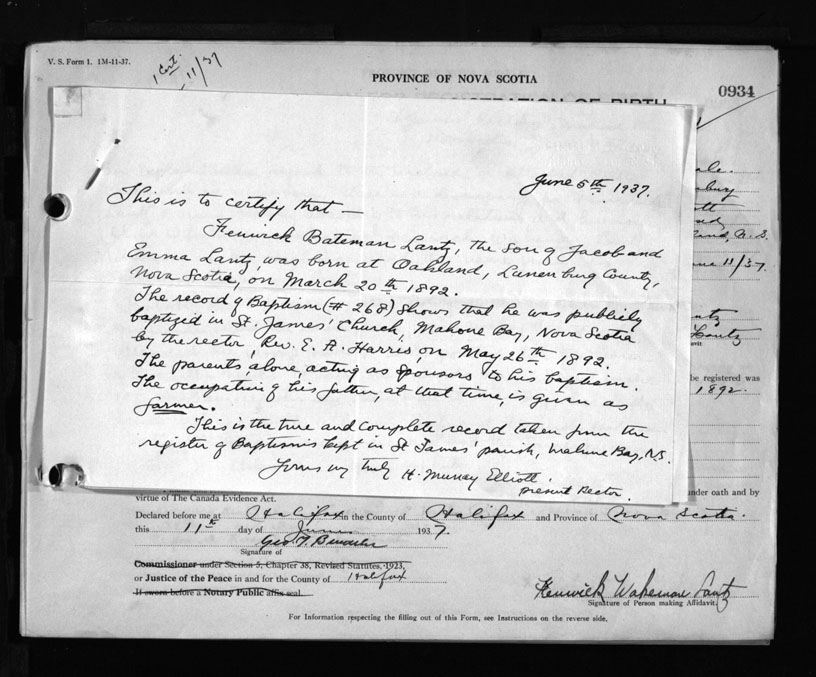 V. S. Form 1. 1M-11-37.
1 Cert.
11/37
PROVINCE OF NOVA SCOTIA
0934
OF BIRTH
June 5th 1937.
This is to certify that —
Fenwick Bateman Lantz, the son of Jacob and
Emma Lantz, was born at Oakland, Lunenburg County,
Nova Scotia, on March 20th 1892.
The record of Baptism (# 268) shows that he was publicly
baptized in St. James' Church, Mahone Bay, Nova Scotia
by the rector, Rev. E. A. Harris, on May 26th 1892.
The parents alone, acting as sponsors to his baptism.
The occupation of his father, at that time, is given as
farmer.
This is the true and complete record taken from the
register of Baptisms kept in St James' parish, Mahone Bay, N.S.
Yours very truly H. Murray Elliott.
present Rector.
N.S.
11/37.
be registered was
1892.
under oath and by
virtue of The Canada Evidence Act.
Declared before me at Halifax in the County of Halifax and Province of Nova Scotia.
this 11th day of June 1937.
Geo.
Signature of
Commissioner under Section 5, Chapter 38, Revised Statutes, 1923,
or Justice of the Peace in and for the County of Halifax
If sworn before a Notary Public affix seal.
Fenwick Wakeman Lantz
Signature of Person making Affidavit.
For Information respecting the filling out of this Form, see Instructions on the reverse side.